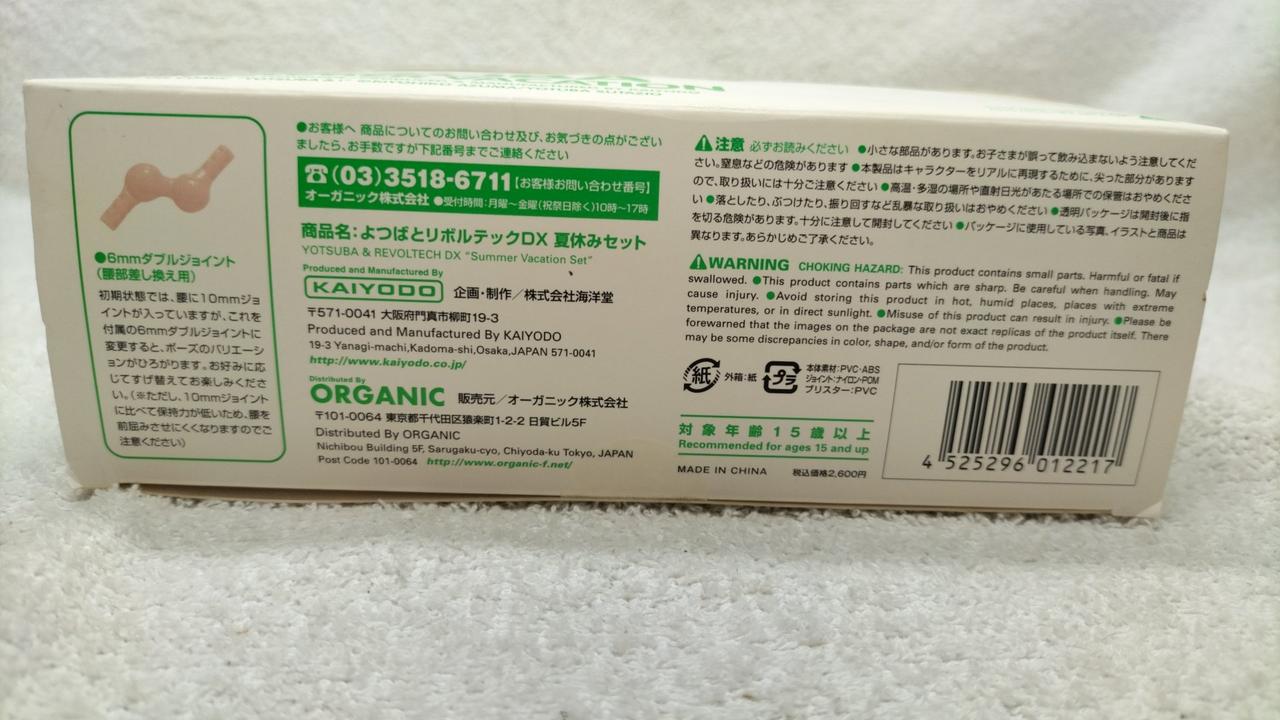 VACATION
●6mmダブルジョイント
(腰部差し換え用)
初期状態では、腰に10mmジョ
イントが入っていますが、これを
付属の6mmダブルジョイントに
変更すると、ポーズのバリエーシ
ョンがひろがります。お好みに応
じてすげ替えてお楽しみくださ
い。(※ただし、10mmジョイント
に比べて保持力が低いため、腰を
前屈みさせにくくなりますのでご
注意ください)
●お客様へ 商品についてのお問い合わせ及び、お気づきの点がござい
ましたら、お手数ですが下記番号までご連絡ください
☎(03)3518-6711【お客様お問い合わせ番号】
オーガニック株式会社 ●受付時間:月曜〜金曜(祝祭日除く)10時〜17時
商品名:よつばとリボルテックDX 夏休みセット
YOTSUBA & REVOLTECH DX "Summer Vacation Set"
Produced and Manufactured By
KAIYODO 企画・制作/株式会社海洋堂
〒571-0041 大阪府門真市柳町19-3
Produced and Manufactured By KAIYODO
19-3 Yanagi-machi,Kadoma-shi,Osaka,JAPAN 571-0041
http://www.kaiyodo.co.jp/
Distributed By
ORGANIC 販売元/オーガニック株式会社
〒101-0064 東京都千代田区猿楽町1-2-2 日貿ビル5F
Distributed By ORGANIC
Nichibou Building 5F, Sarugaku-cyo, Chiyoda-ku Tokyo, JAPAN
Post Code 101-0064 http://www.organic-f.net/
⚠注意 必ずお読みください ●小さな部品があります。お子さまが誤って飲み込まないよう注意してくだ
さい。窒息などの危険があります ●本製品はキャラクターをリアルに再現するために、尖った部分があります
ので、取り扱いには十分ご注意ください ●高温・多湿の場所や直射日光があたる場所での保管はおやめくださ
い ●落としたり、ぶつけたり、振り回すなど乱暴な取り扱いはおやめください ●透明パッケージは開封後に指
を切る危険があります。十分に注意して開封してください ●パッケージに使用している写真、イラストと商品は
異なります。あらかじめご了承ください。
⚠WARNING CHOKING HAZARD: This product contains small parts. Harmful or fatal if
swallowed. ●This product contains parts which are sharp. Be careful when handling. May
cause injury. ●Avoid storing this product in hot, humid places, places with extreme
temperatures, or in direct sunlight. ●Misuse of this product can result in injury. ●Please be
forewarned that the images on the package are not exact replicas of the product itself. There
may be some discrepancies in color, shape, and/or form of the product.
紙 外箱:紙 プラ 本体素材:PVC・ABS
ジョイント:ナイロン・POM
ブリスター:PVC
対象年齢15歳以上
Recommended for ages 15 and up
MADE IN CHINA 税込価格2,600円
4 525296 012217